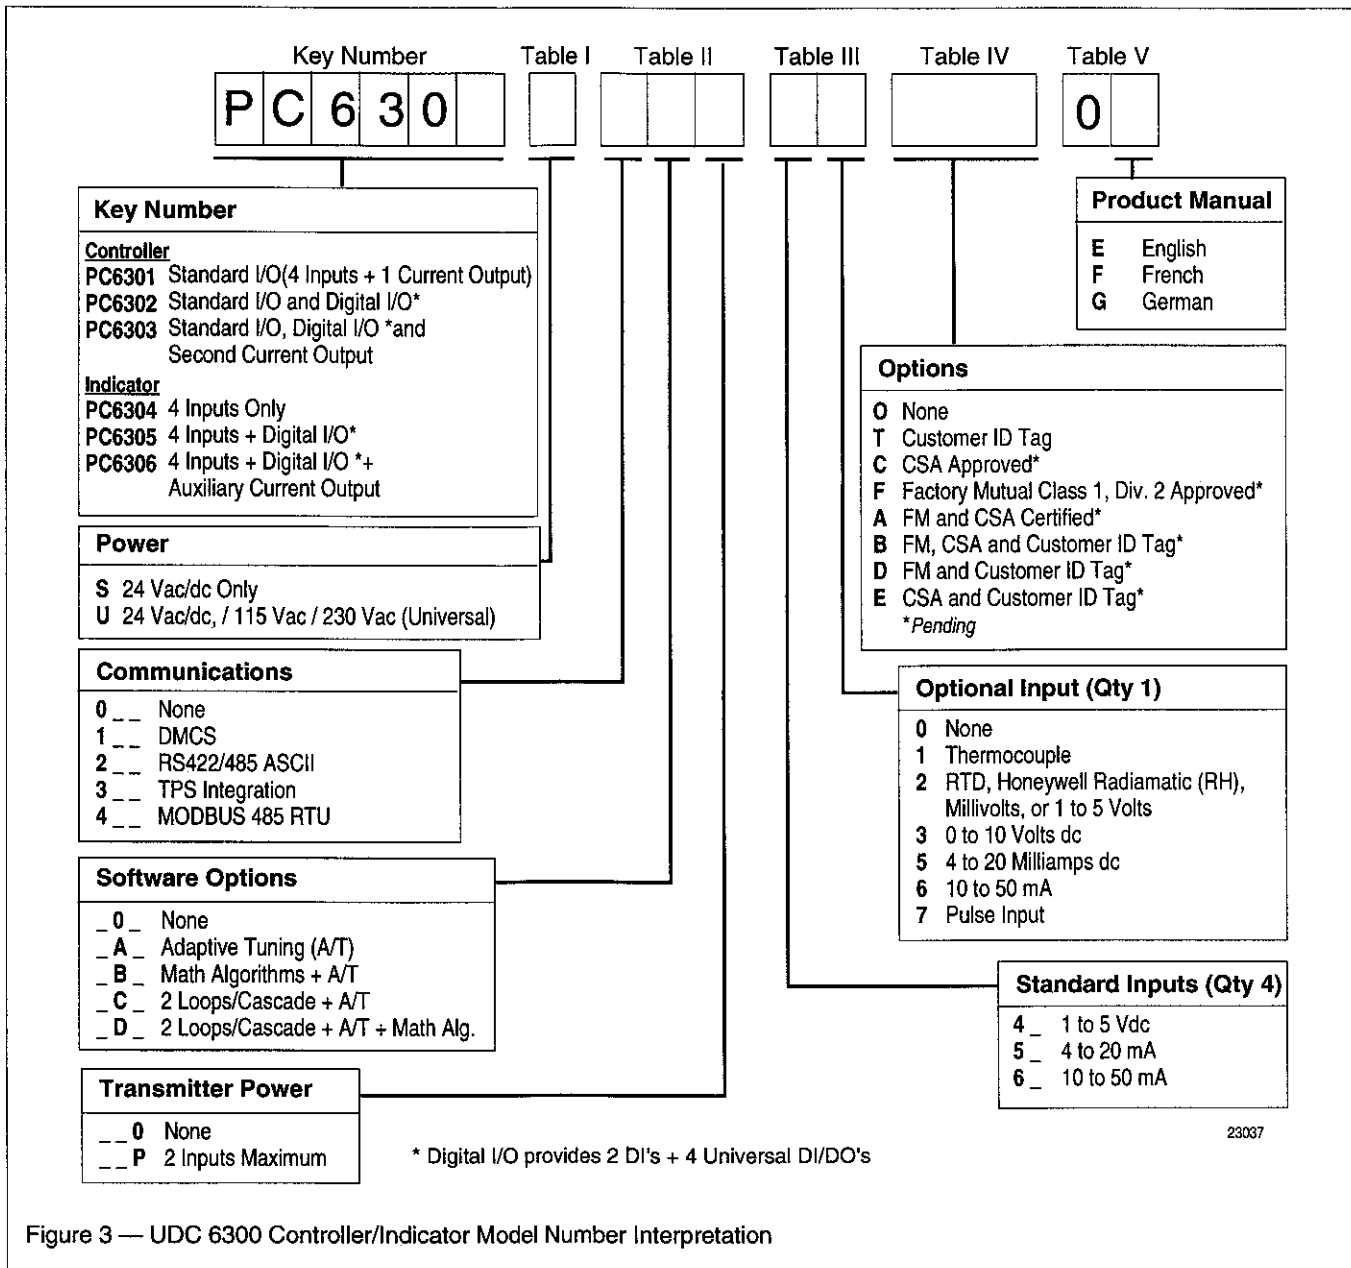 Key Number Table I Table II Table III Table IV Table V
P C 6 3 0 0
Key Number
Controller
PC6301 Standard I/O(4 Inputs + 1 Current Output)
PC6302 Standard I/O and Digital I/O*
PC6303 Standard I/O, Digital I/O *and
Second Current Output
Indicator
PC6304 4 Inputs Only
PC6305 4 Inputs + Digital I/O*
PC6306 4 Inputs + Digital I/O *+
Auxiliary Current Output
Power
S 24 Vac/dc Only
U 24 Vac/dc, / 115 Vac / 230 Vac (Universal)
Communications
0 _ _ None
1 _ _ DMCS
2 _ _ RS422/485 ASCII
3 _ _ TPS Integration
4 _ _ MODBUS 485 RTU
Software Options
_ 0 _ None
_ A _ Adaptive Tuning (A/T)
_ B _ Math Algorithms + A/T
_ C _ 2 Loops/Cascade + A/T
_ D _ 2 Loops/Cascade + A/T + Math Alg.
Transmitter Power
_ _ 0 None
_ _ P 2 Inputs Maximum
Product Manual
E English
F French
G German
Options
O None
T Customer ID Tag
C CSA Approved*
F Factory Mutual Class 1, Div. 2 Approved*
A FM and CSA Certified*
B FM, CSA and Customer ID Tag*
D FM and Customer ID Tag*
E CSA and Customer ID Tag*
*Pending
Optional Input (Qty 1)
0 None
1 Thermocouple
2 RTD, Honeywell Radiamatic (RH),
Millivolts, or 1 to 5 Volts
3 0 to 10 Volts dc
5 4 to 20 Milliamps dc
6 10 to 50 mA
7 Pulse Input
Standard Inputs (Qty 4)
4 _ 1 to 5 Vdc
5 _ 4 to 20 mA
6 _ 10 to 50 mA
23037
* Digital I/O provides 2 DI's + 4 Universal DI/DO's
Figure 3 — UDC 6300 Controller/Indicator Model Number Interpretation